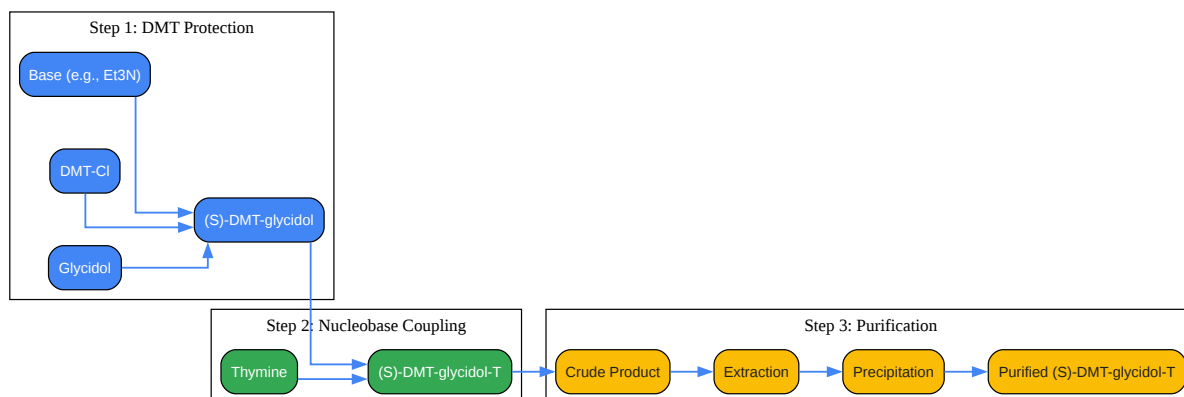 Step 1: DMT Protection
Base (e.g., Et3N)
DMT-Cl
(S)-DMT-glycidol
Glycidol
Step 2: Nucleobase Coupling
Thymine
(S)-DMT-glycidol-T
Step 3: Purification
Crude Product
Extraction
Precipitation
Purified (S)-DMT-glycidol-T